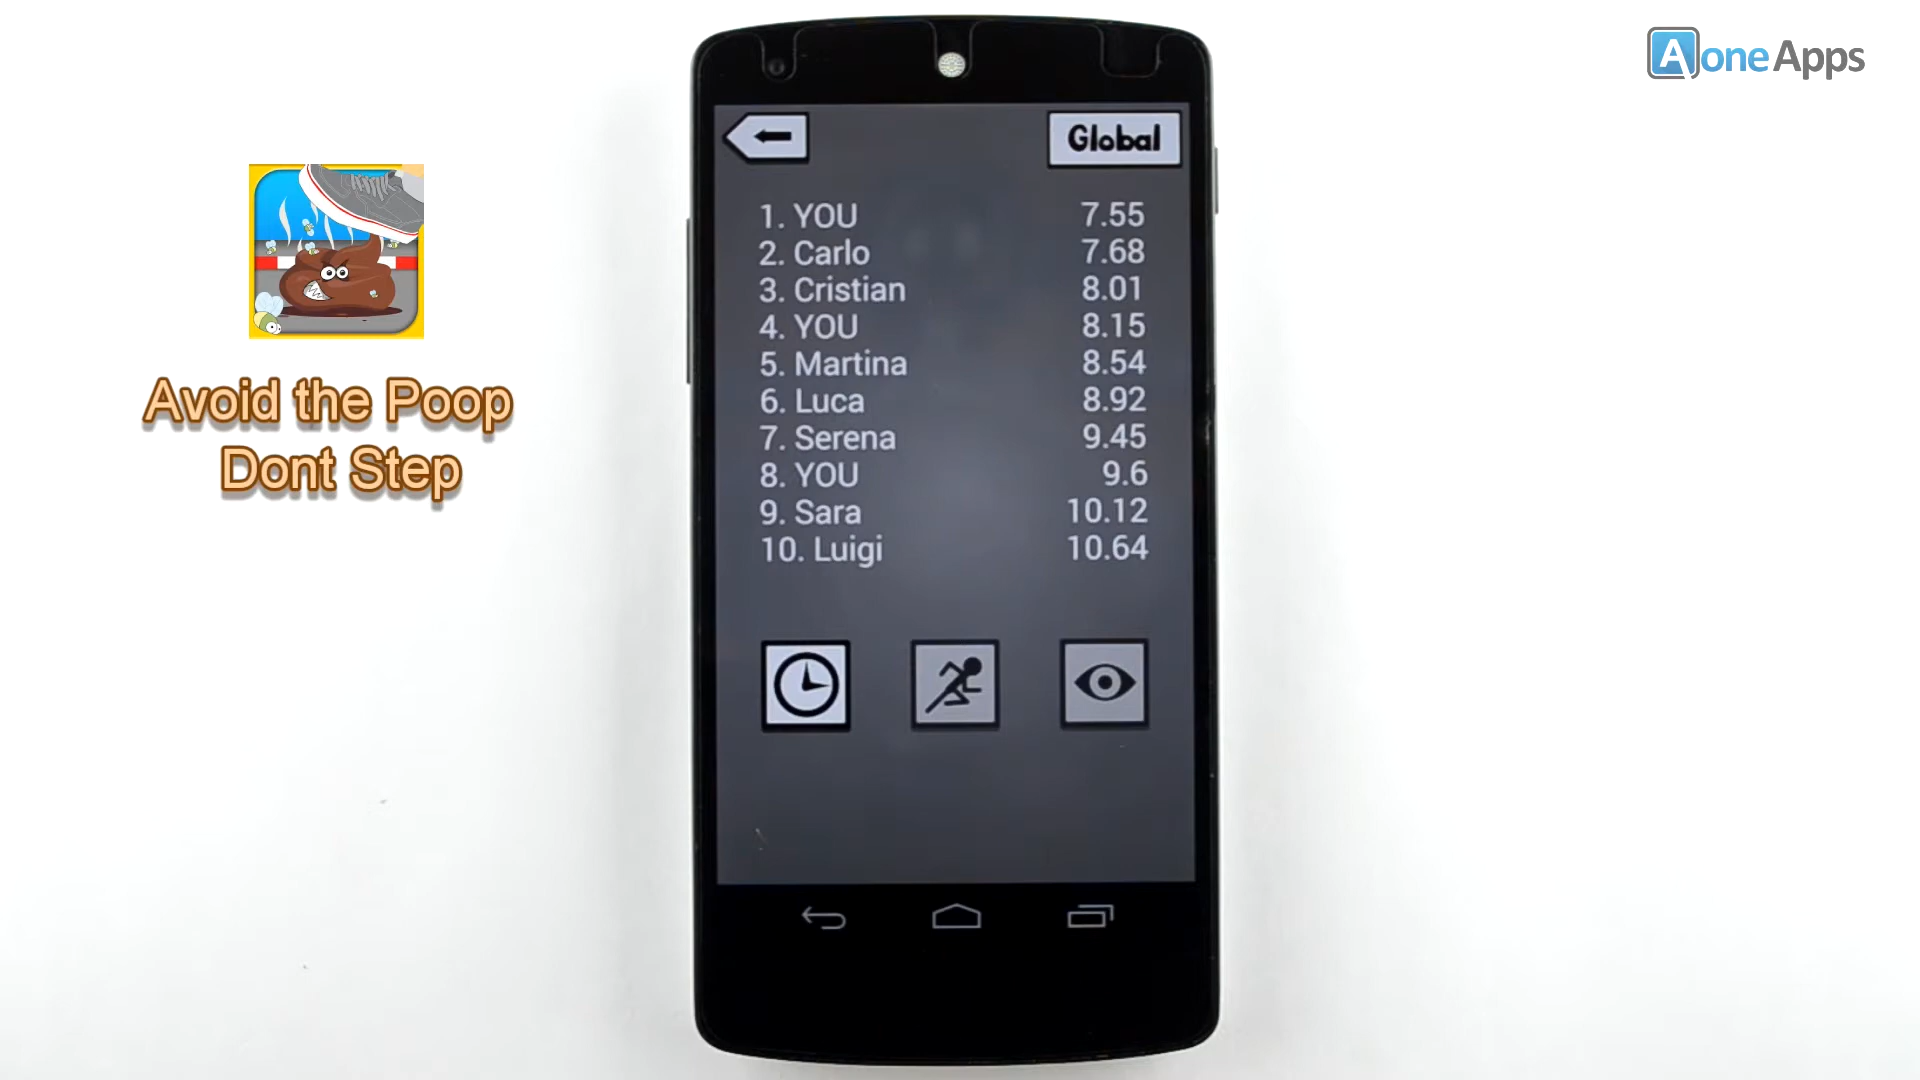 AoneApps
Global
1. YOU 7.55
2. Carlo 7.68
3. Cristian 8.01
4. YOU 8.15
5. Martina 8.54
6. Luca 8.92
7. Serena 9.45
8. YOU 9.6
9. Sara 10.12
10. Luigi 10.64
Avoid the Poop
Dont Step